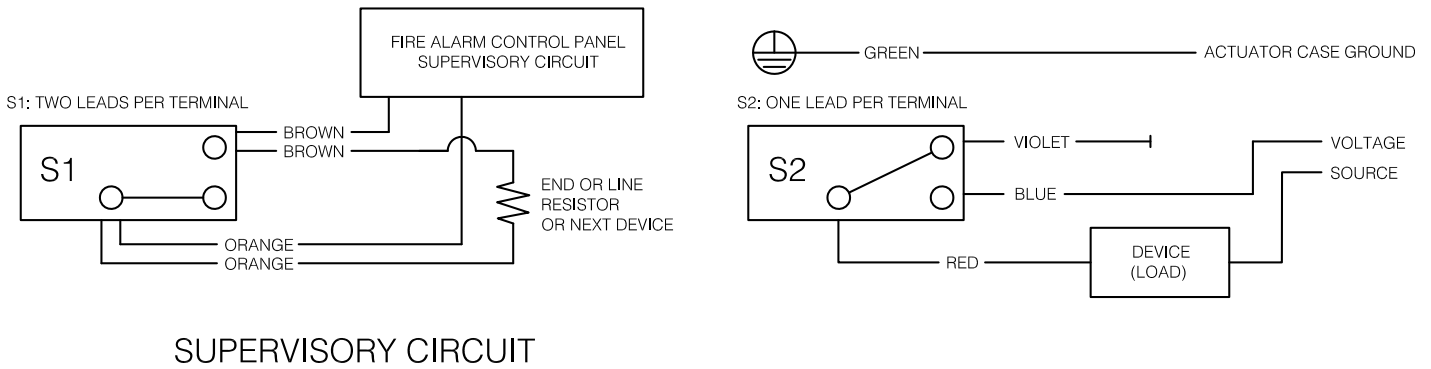 FIRE ALARM CONTROL PANEL
SUPERVISORY CIRCUIT
S1: TWO LEADS PER TERMINAL
S1
BROWN
BROWN
END OR LINE
RESISTOR
OR NEXT DEVICE
ORANGE
ORANGE
SUPERVISORY CIRCUIT
GREEN
ACTUATOR CASE GROUND
S2: ONE LEAD PER TERMINAL
S2
VIOLET
VOLTAGE
SOURCE
BLUE
RED
DEVICE
(LOAD)